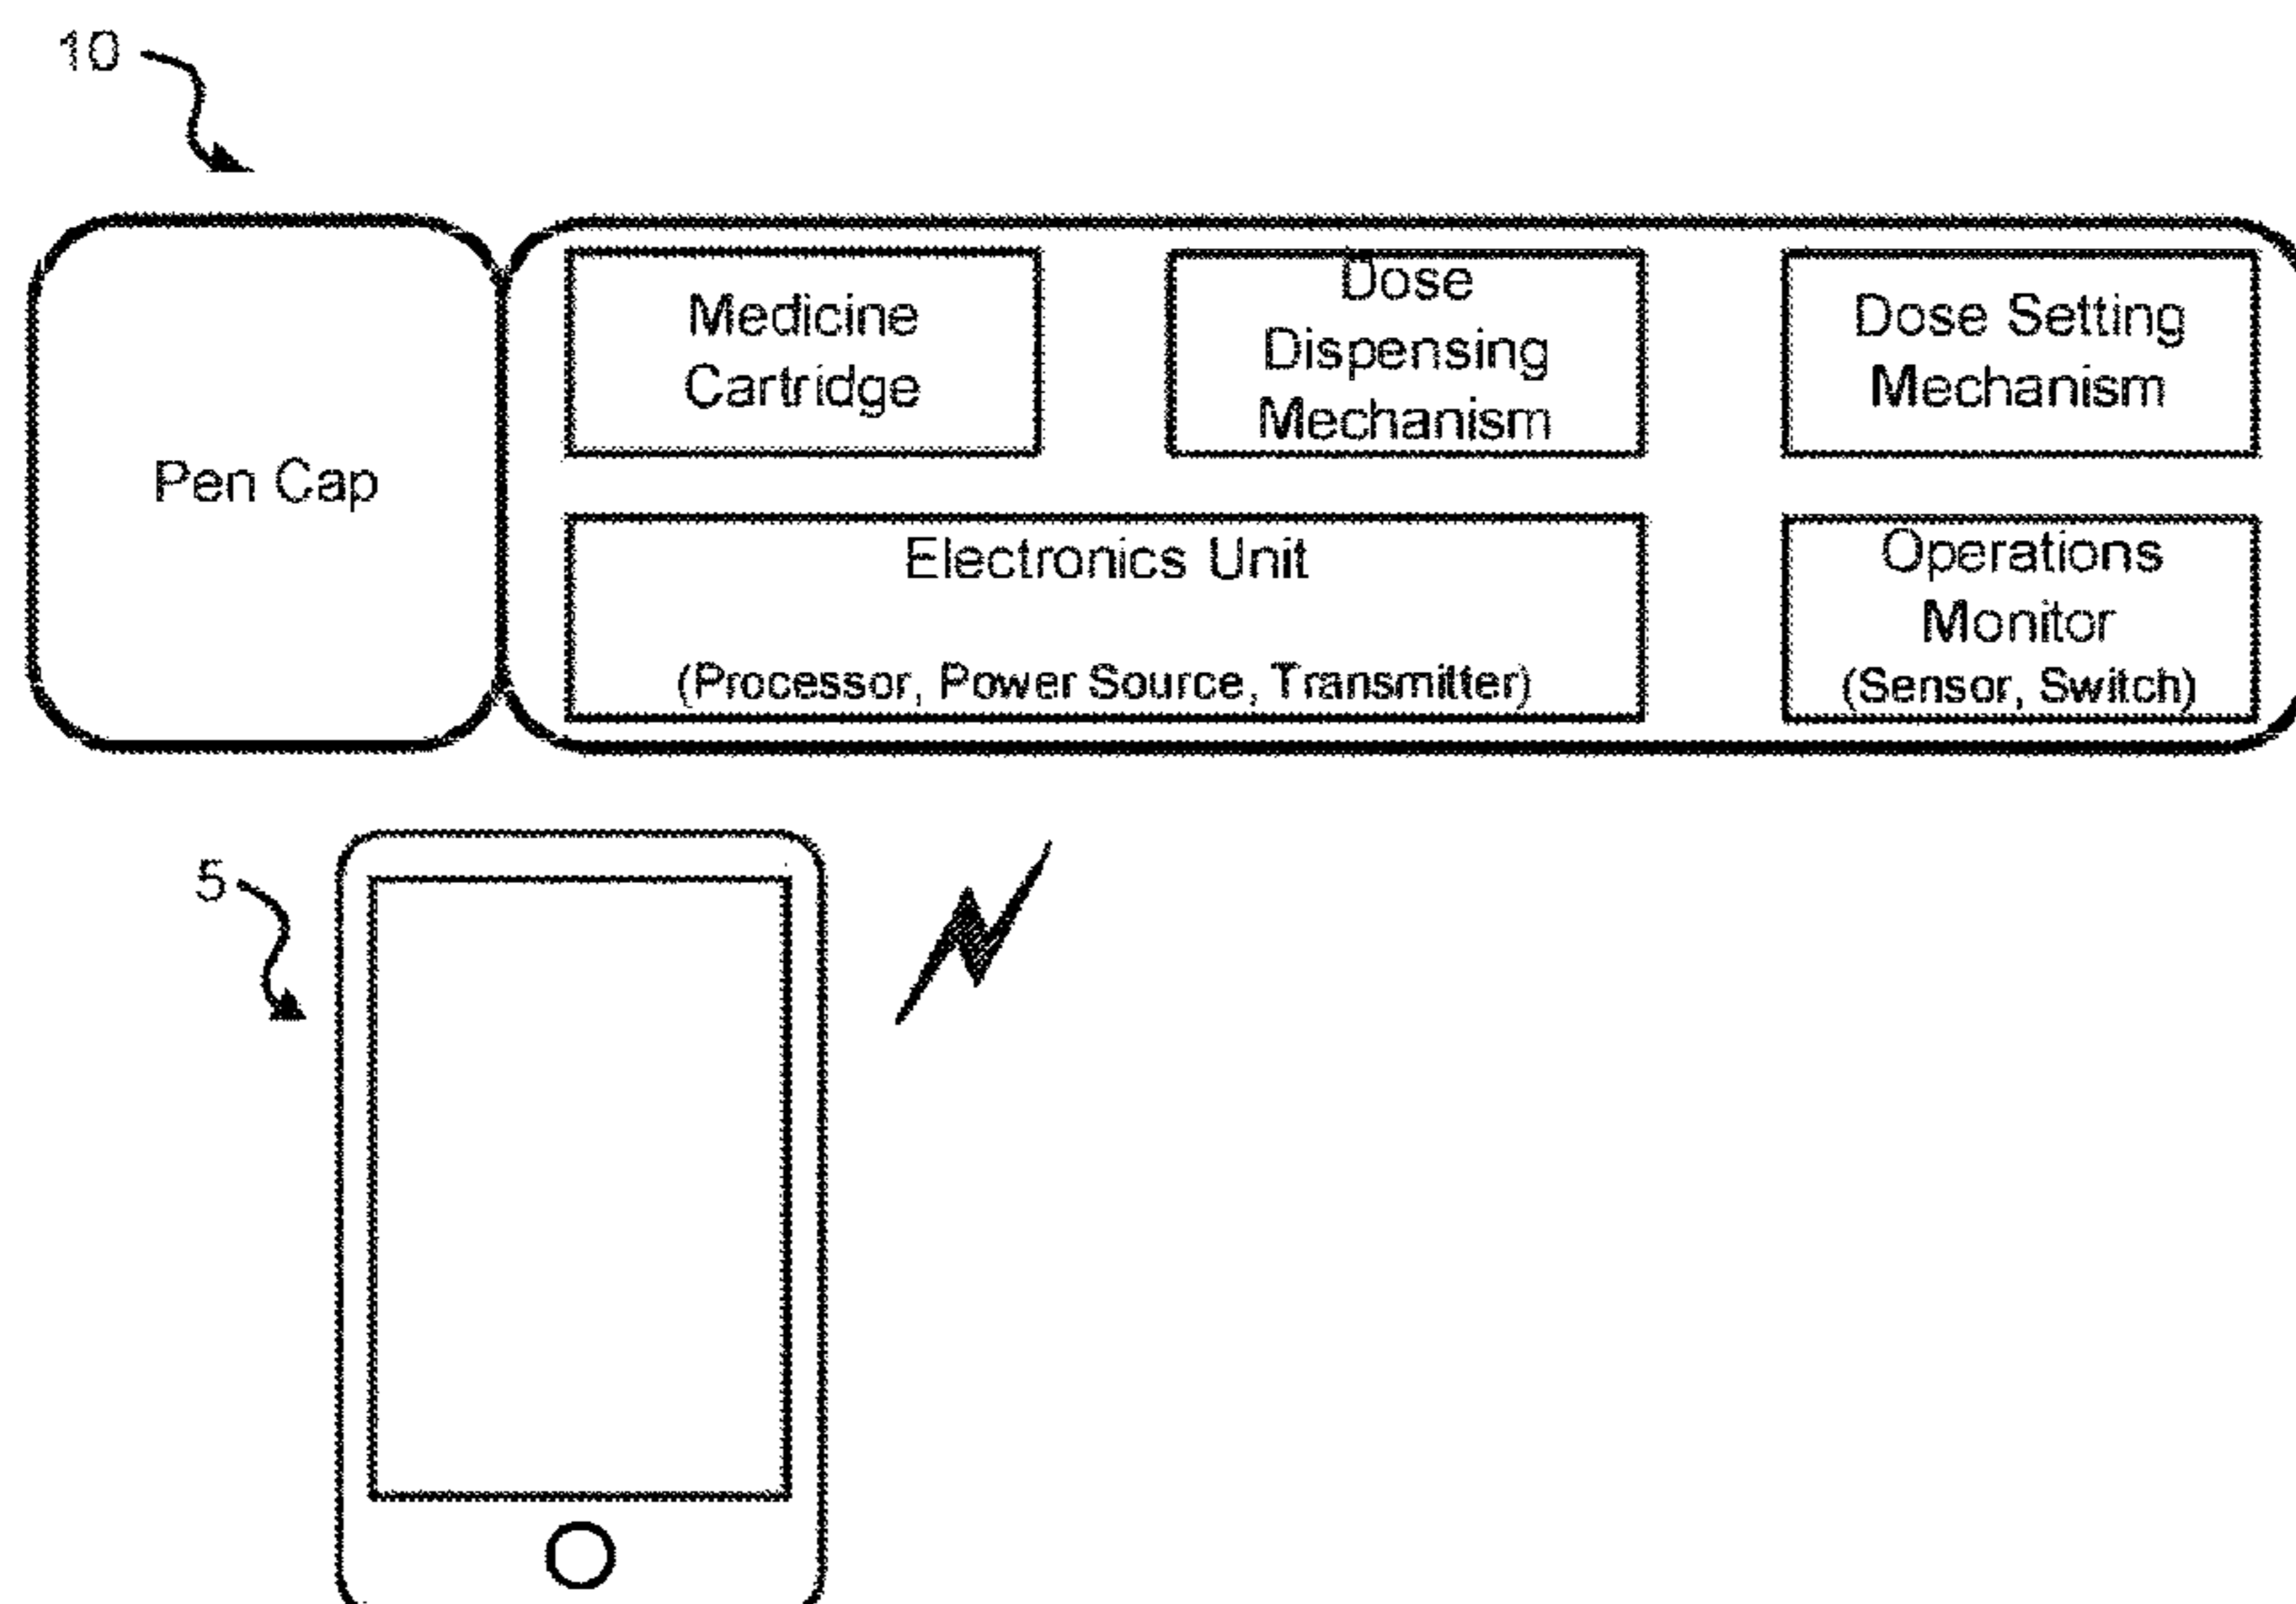 10
Medicine
Cartridge
Dose
Dispensing
Mechanism
Dose Setting
Mechanism
Pen Cap
Electronics Unit
(Processor, Power Source, Transmitter)
Operations
Monitor
(Sensor, Switch)
5